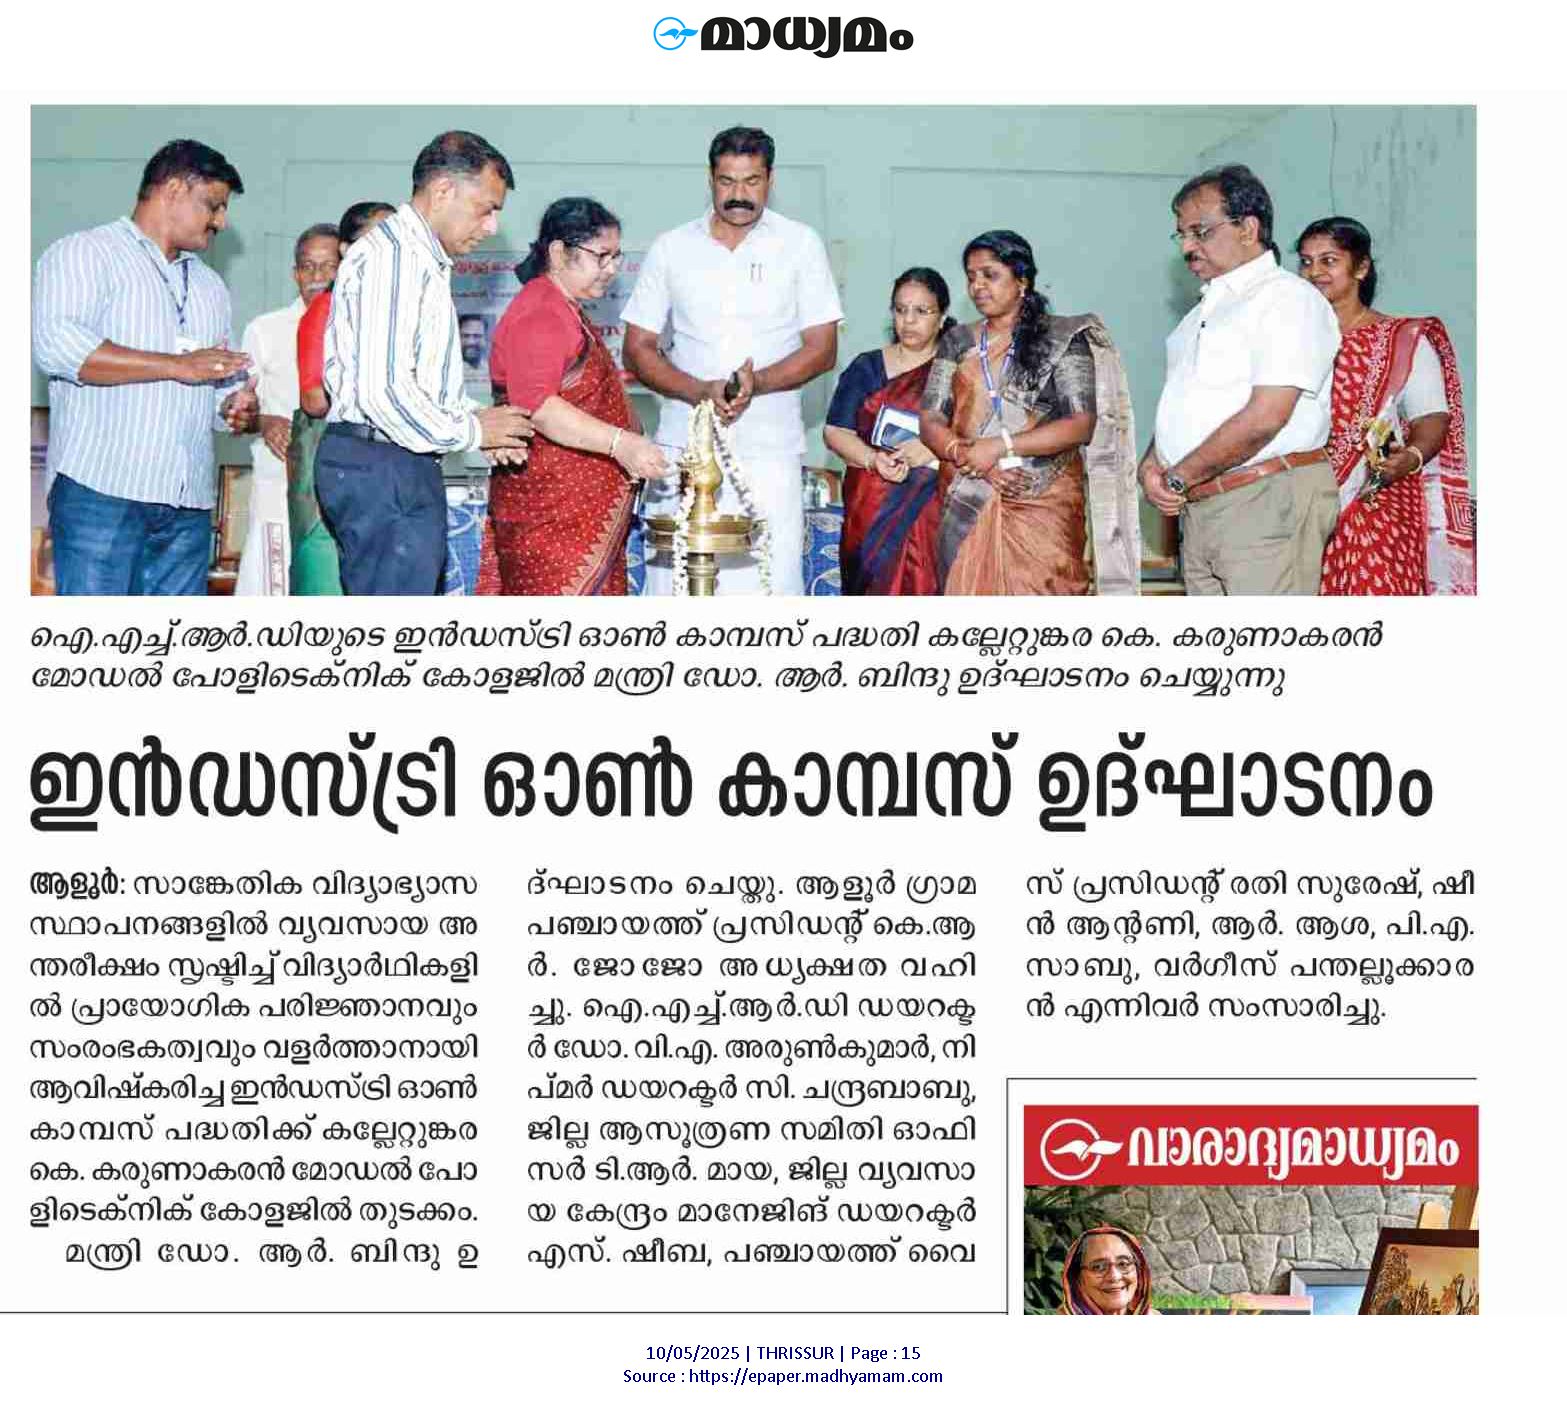 മാധ്യമം
ഐ.എച്ച്.ആർ.ഡിയുടെ ഇൻഡസ്ട്രി ഓൺ കാമ്പസ് പദ്ധതി കല്ലേറ്റുങ്കര കെ. കരുണാകരൻ
മോഡൽ പോളിടെക്നിക് കോളജിൽ മന്ത്രി ഡോ. ആർ. ബിന്ദു ഉദ്ഘാടനം ചെയ്യുന്നു
ഇൻഡസ്ട്രി ഓൺ കാമ്പസ് ഉദ്ഘാടനം
ആളൂർ: സാങ്കേതിക വിദ്യാഭ്യാസ
സ്ഥാപനങ്ങളിൽ വ്യവസായ അ
ന്തരീക്ഷം സൃഷ്ടിച്ച് വിദ്യാർഥികളി
ൽ പ്രായോഗിക പരിജ്ഞാനവും
സംരംഭകത്വവും വളർത്താനായി
ആവിഷ്കരിച്ച ഇൻഡസ്ട്രി ഓൺ
കാമ്പസ് പദ്ധതിക്ക് കല്ലേറ്റുങ്കര
കെ. കരുണാകരൻ മോഡൽ പോ
ളിടെക്നിക് കോളജിൽ തുടക്കം.
മന്ത്രി ഡോ. ആർ. ബിന്ദു ഉ
ദ്ഘാടനം ചെയ്തു. ആളൂർ ഗ്രാമ
പഞ്ചായത്ത് പ്രസിഡന്റ് കെ.ആ
ർ. ജോജോ അധ്യക്ഷത വഹി
ച്ചു. ഐ.എച്ച്.ആർ.ഡി ഡയറക്ട
ർ ഡോ. വി.എ. അരുൺകുമാർ, നി
പ്മർ ഡയറക്ടർ സി. ചന്ദ്രബാബു,
ജില്ല ആസൂത്രണ സമിതി ഓഫി
സർ ടി.ആർ. മായ, ജില്ല വ്യവസാ
യ കേന്ദ്രം മാനേജിങ് ഡയറക്ടർ
എസ്. ഷീബ, പഞ്ചായത്ത് വൈ
സ് പ്രസിഡന്റ് രതി സുരേഷ്, ഷീ
ൻ ആന്റണി, ആർ. ആശ, പി.എ.
സാബു, വർഗീസ് പന്തല്ലൂക്കാര
ൻ എന്നിവർ സംസാരിച്ചു.
വാരാദ്യമാധ്യമം
10/05/2025 | THRISSUR | Page : 15
Source : https://epaper.madhyamam.com